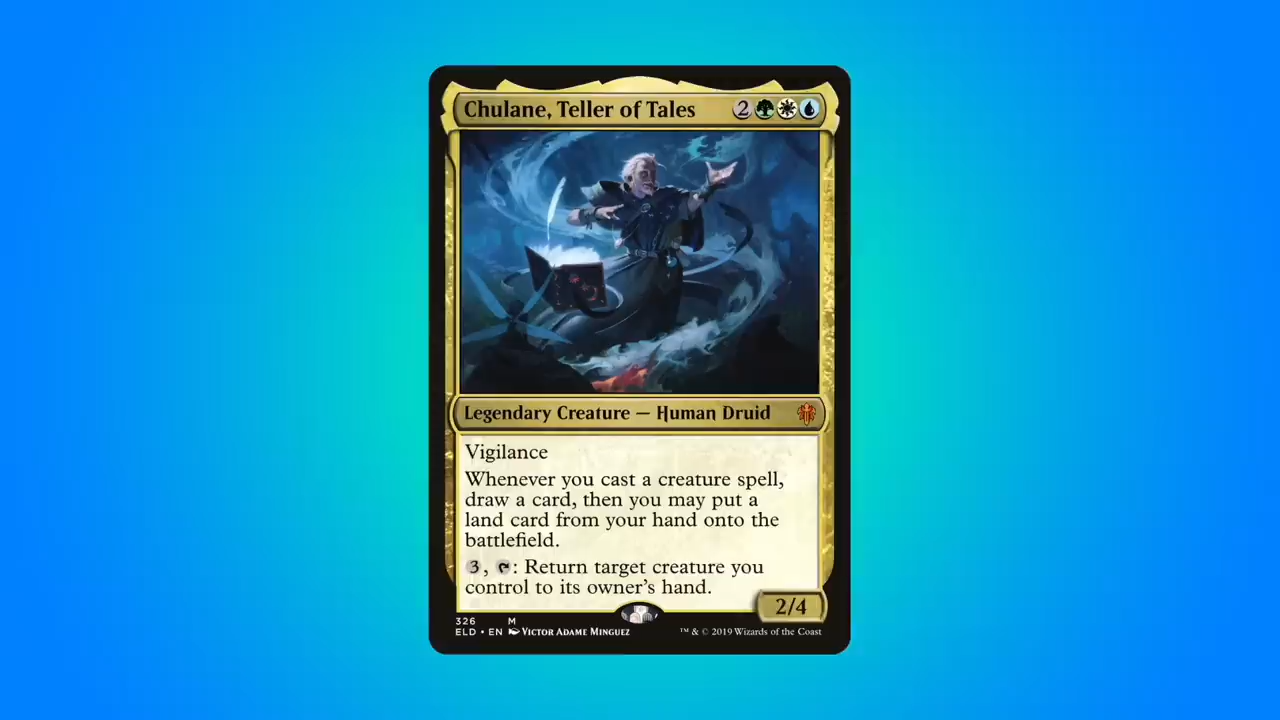 Chulane, Teller of Tales 2
Legendary Creature — Human Druid
Vigilance
Whenever you cast a creature spell,
draw a card, then you may put a
land card from your hand onto the
battlefield.
3, : Return target creature you
control to its owner's hand.
2/4
326 M
ELD • EN Victor Adame Minguez
™ & © 2019 Wizards of the Coast